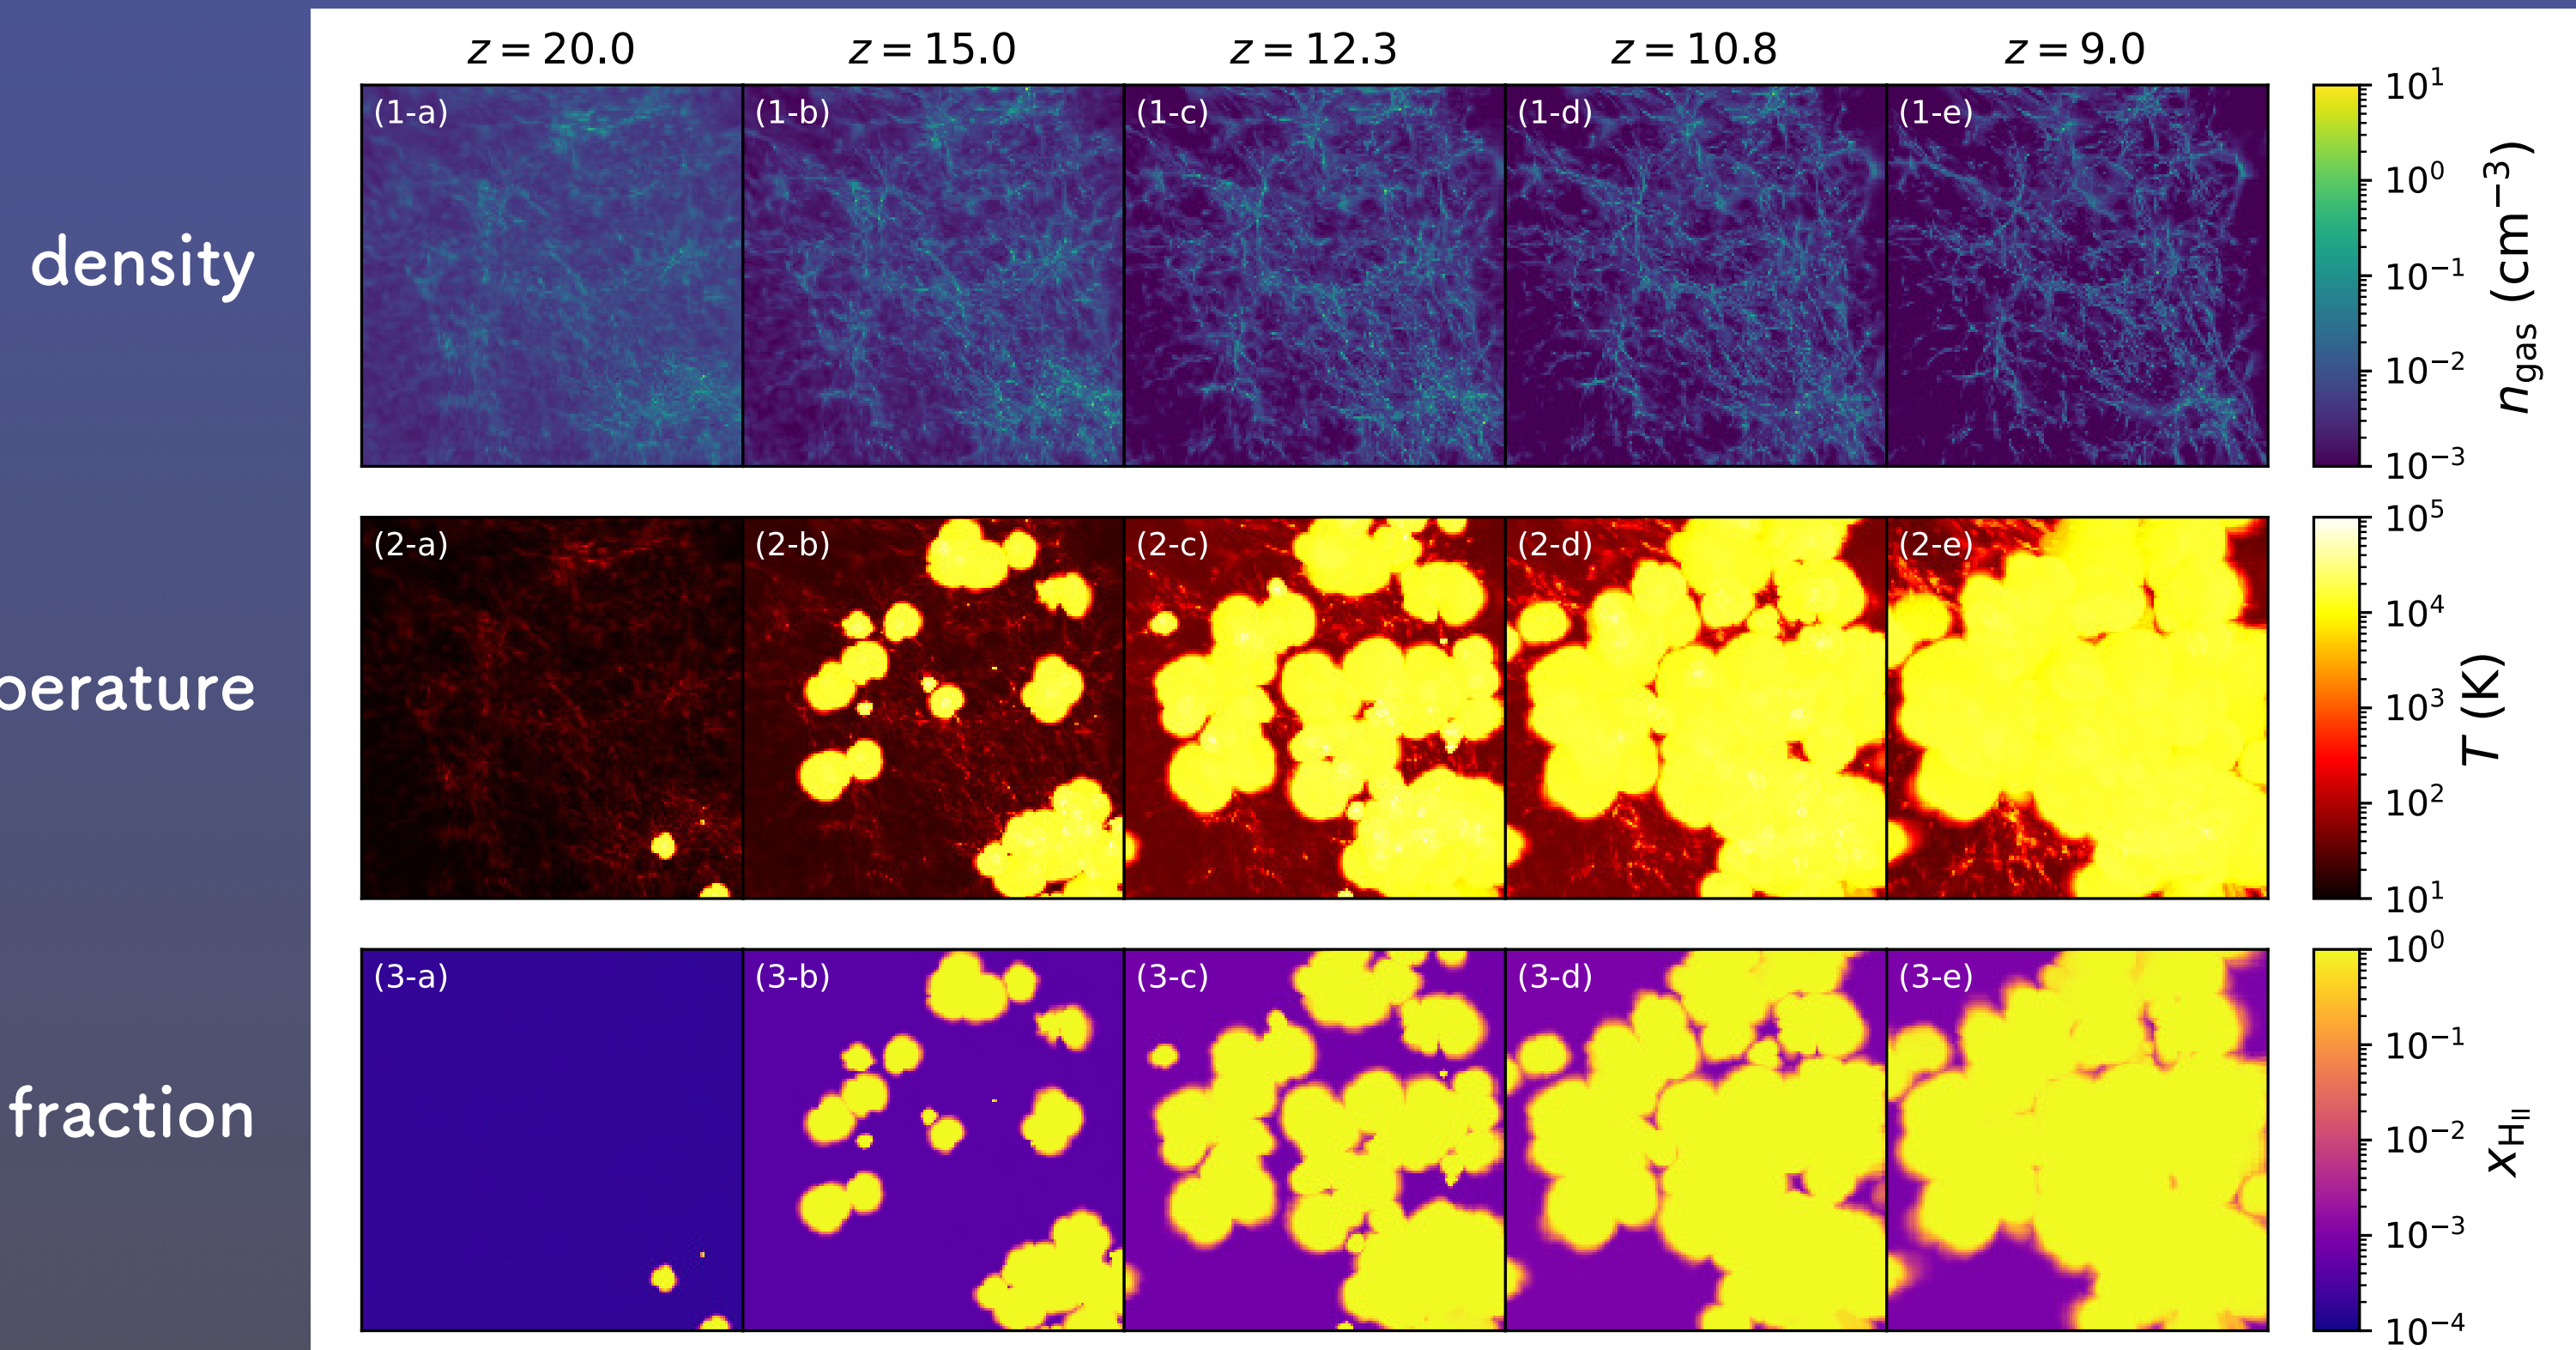 z = 20.0 z = 15.0 z = 12.3 z = 10.8 z = 9.0
density
(1-a) (1-b) (1-c) (1-d) (1-e)
10¹
10⁰
10⁻¹
10⁻²
10⁻³
n_gas (cm⁻³)
perature
(2-a) (2-b) (2-c) (2-d) (2-e)
10⁵
10⁴
10³
10²
10¹
T (K)
fraction
(3-a) (3-b) (3-c) (3-d) (3-e)
10⁰
10⁻¹
10⁻²
10⁻³
10⁻⁴
x_HII